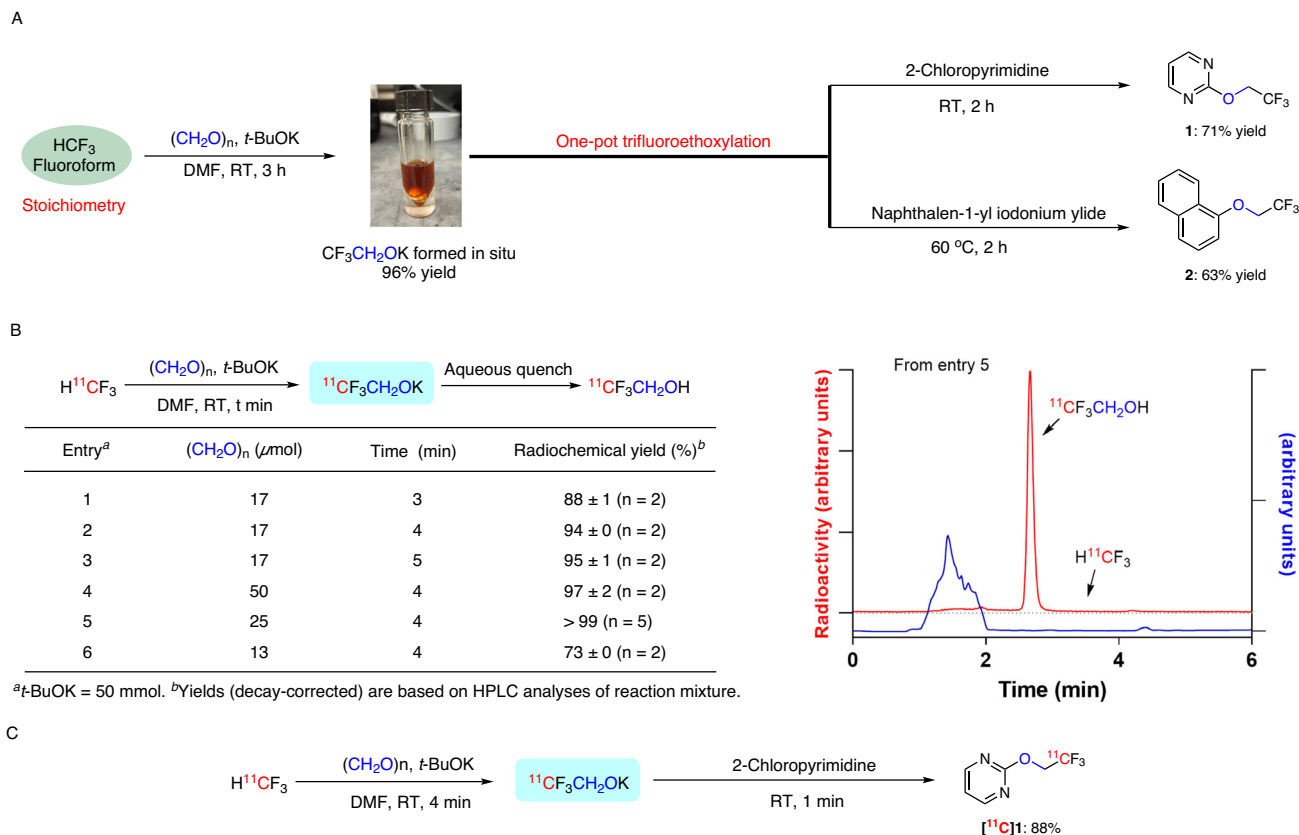 A
HCF₃
Fluoroform
Stoichiometry
(CH₂O)ₙ, t-BuOK
DMF, RT, 3 h
CF₃CH₂OK formed in situ
96% yield
One-pot trifluoroethoxylation
2-Chloropyrimidine
RT, 2 h
N
N
O
CF₃
1: 71% yield
Naphthalen-1-yl iodonium ylide
60 °C, 2 h
O
CF₃
2: 63% yield
B
H¹¹CF₃
(CH₂O)ₙ, t-BuOK
DMF, RT, t min
¹¹CF₃CH₂OK
Aqueous quench
¹¹CF₃CH₂OH
Entryᵃ (CH₂O)ₙ (μmol) Time (min) Radiochemical yield (%)ᵇ
1 17 3 88 ± 1 (n = 2)
2 17 4 94 ± 0 (n = 2)
3 17 5 95 ± 1 (n = 2)
4 50 4 97 ± 2 (n = 2)
5 25 4 > 99 (n = 5)
6 13 4 73 ± 0 (n = 2)
ᵃt-BuOK = 50 mmol. ᵇYields (decay-corrected) are based on HPLC analyses of reaction mixture.
From entry 5
Radioactivity (arbitrary units)
¹¹CF₃CH₂OH
H¹¹CF₃
(arbitrary units)
0 2 4 6
Time (min)
C
H¹¹CF₃
(CH₂O)n, t-BuOK
DMF, RT, 4 min
¹¹CF₃CH₂OK
2-Chloropyrimidine
RT, 1 min
N
N
O
¹¹CF₃
[¹¹C]1: 88%